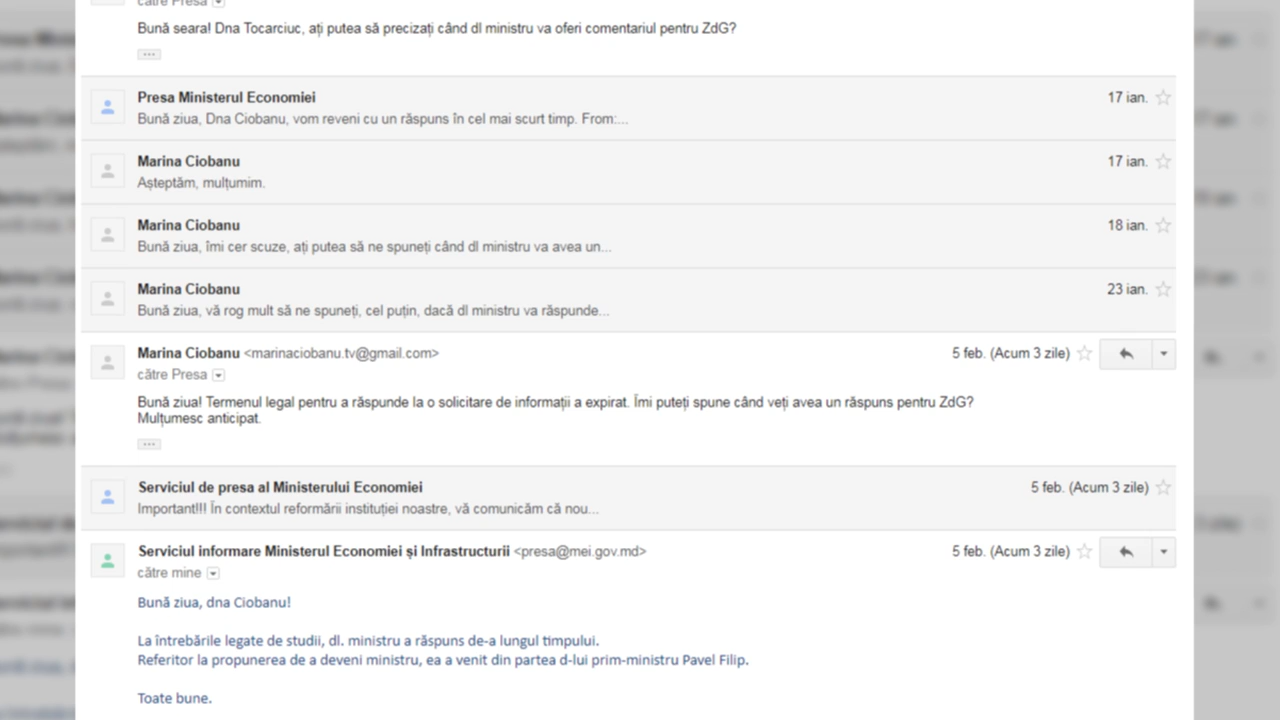 către Presa
Bună seara! Dna Tocarciuc, ați putea să precizați când dl ministru va oferi comentariul pentru ZdG?
Presa Ministerul Economiei 17 ian.
Bună ziua, Dna Ciobanu, vom reveni cu un răspuns în cel mai scurt timp. From:...
Marina Ciobanu 17 ian.
Așteptăm, mulțumim.
Marina Ciobanu 18 ian.
Bună ziua, îmi cer scuze, ați putea să ne spuneți când dl ministru va avea un...
Marina Ciobanu 23 ian.
Bună ziua, vă rog mult să ne spuneți, cel puțin, dacă dl ministru va răspunde...
Marina Ciobanu <marinaciobanu.tv@gmail.com> 5 feb. (Acum 3 zile)
către Presa
Bună ziua! Termenul legal pentru a răspunde la o solicitare de informații a expirat. Îmi puteți spune când veți avea un răspuns pentru ZdG?
Mulțumesc anticipat.
Serviciul de presa al Ministerului Economiei 5 feb. (Acum 3 zile)
Important!!! În contextul reformării instituției noastre, vă comunicăm că nou...
Serviciul informare Ministerul Economiei și Infrastructurii <presa@mei.gov.md> 5 feb. (Acum 3 zile)
către mine
Bună ziua, dna Ciobanu!
La întrebările legate de studii, dl. ministru a răspuns de-a lungul timpului.
Referitor la propunerea de a deveni ministru, ea a venit din partea d-lui prim-ministru Pavel Filip.
Toate bune.